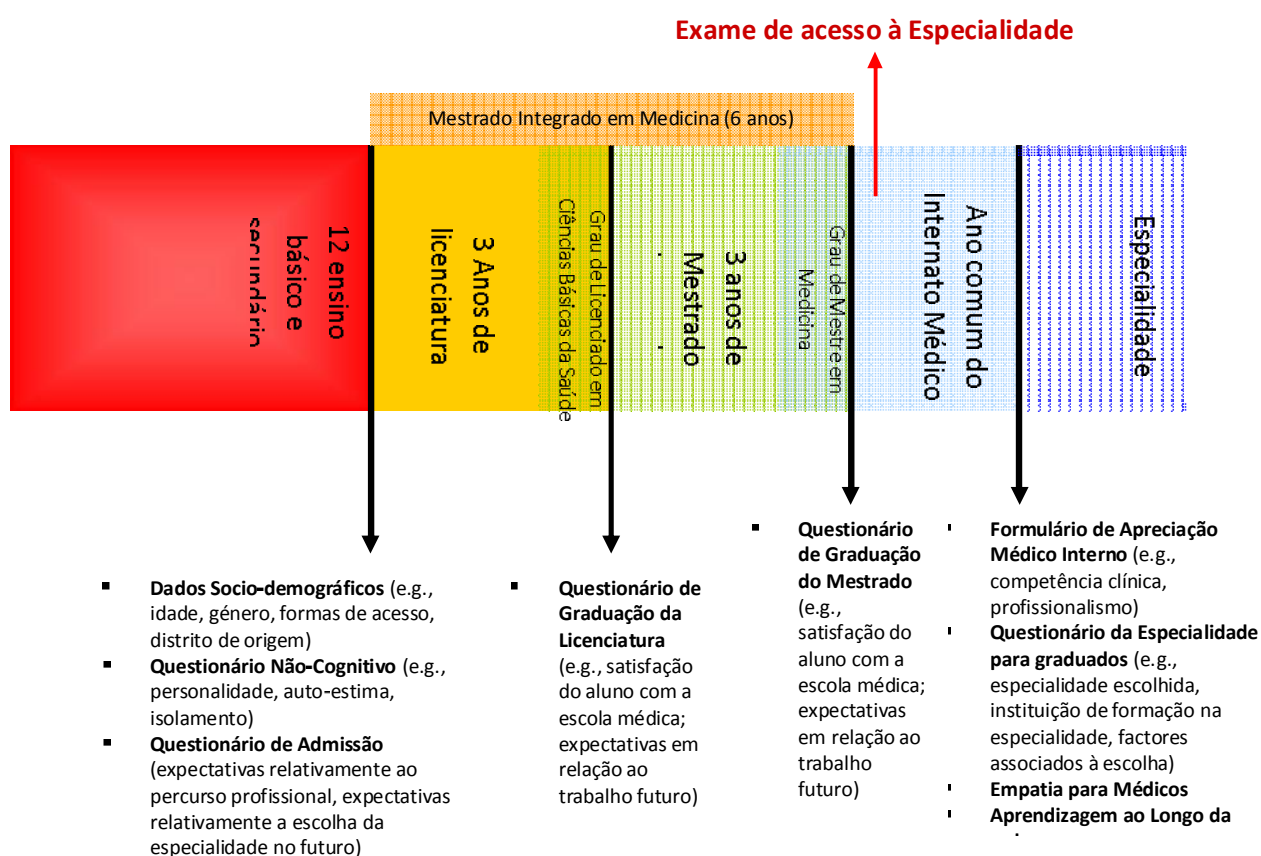 Exame de acesso à Especialidade
Mestrado Integrado em Medicina (6 anos)
12 ensino
básico e
secundário
3 Anos de
licenciatura
Grau de Licenciado em
Ciências Básicas da Saúde
3 anos de
Mestrado
Grau de Mestre em
Medicina
Ano comum do
Internato Médico
Especialidade
▪ Dados Socio-demográficos (e.g.,
idade, género, formas de acesso,
distrito de origem)
▪ Questionário Não-Cognitivo (e.g.,
personalidade, auto-estima,
isolamento)
▪ Questionário de Admissão
(expectativas relativamente ao
percurso profissional, expectativas
relativamente a escolha da
especialidade no futuro)
▪ Questionário de
Graduação da
Licenciatura
(e.g., satisfação
do aluno com a
escola médica;
expectativas em
relação ao
trabalho futuro)
▪ Questionário
de Graduação
do Mestrado
(e.g.,
satisfação do
aluno com a
escola médica;
expectativas
em relação ao
trabalho
futuro)
▪ Formulário de Apreciação
Médico Interno (e.g.,
competência clínica,
profissionalismo)
▪ Questionário da Especialidade
para graduados (e.g.,
especialidade escolhida,
instituição de formação na
especialidade, factores
associados à escolha)
▪ Empatia para Médicos
▪ Aprendizagem ao Longo da